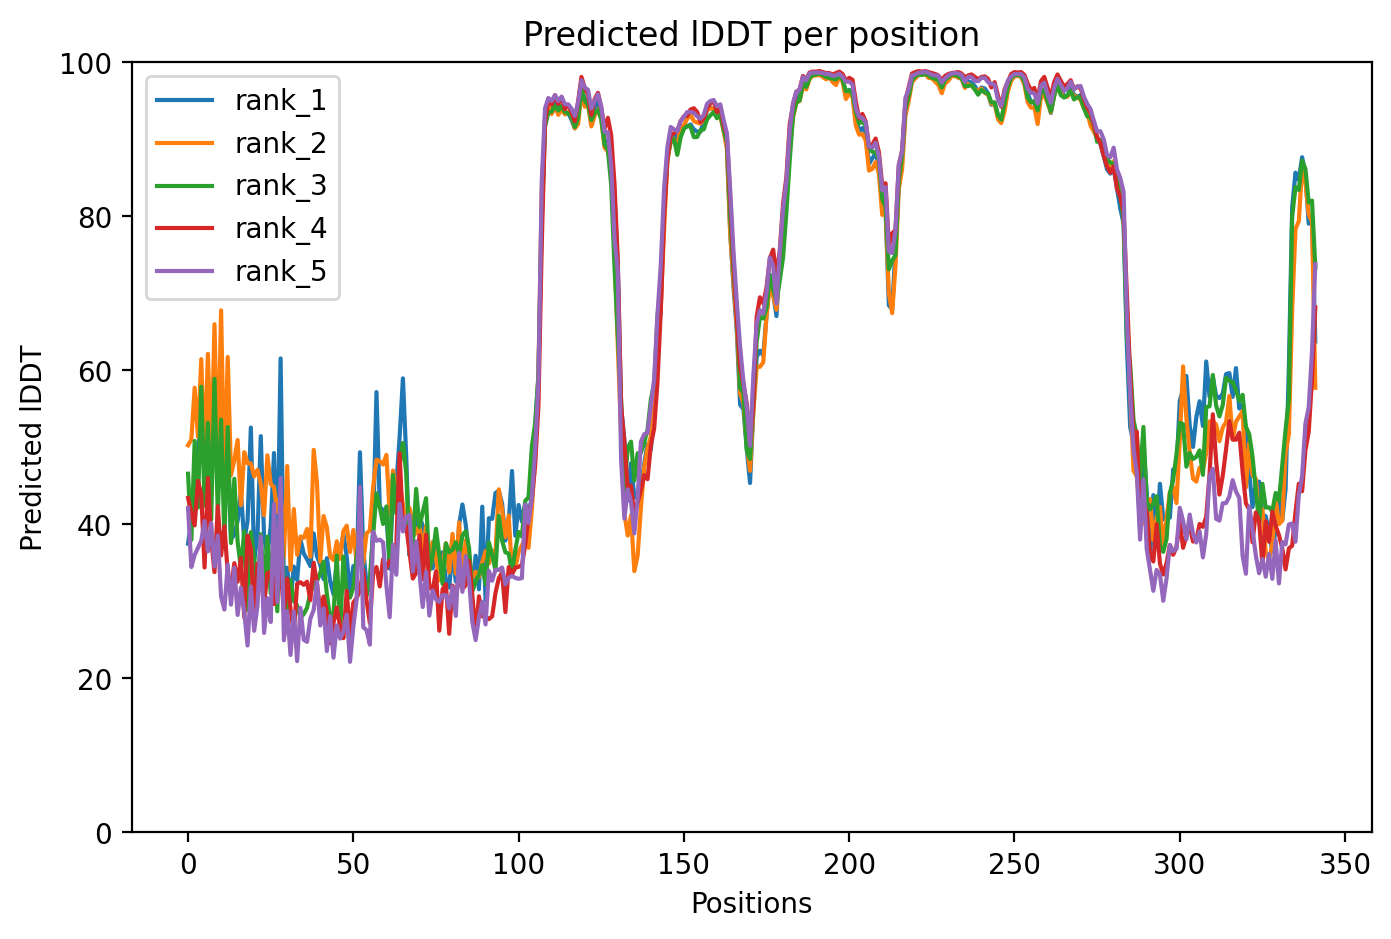 Predicted lDDT per position
Predicted lDDT
100
80
60
40
20
0
rank_1
rank_2
rank_3
rank_4
rank_5
0 50 100 150 200 250 300 350
Positions